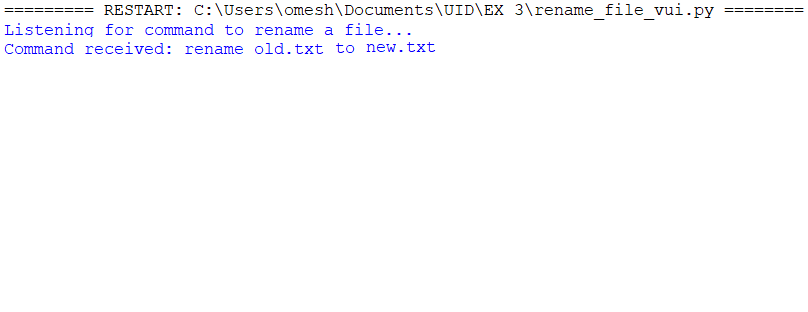 ========= RESTART: C:\Users\omesh\Documents\UID\EX 3\rename_file_vui.py ========
Listening for command to rename a file...
Command received: rename old.txt to new.txt